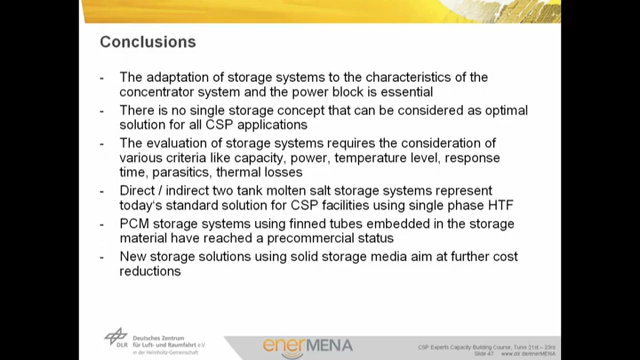 Conclusions
- The adaptation of storage systems to the characteristics of the
concentrator system and the power block is essential
- There is no single storage concept that can be considered as optimal
solution for all CSP applications
- The evaluation of storage systems requires the consideration of
various criteria like capacity, power, temperature level, response
time, parasitics, thermal losses
- Direct / indirect two tank molten salt storage systems represent
today's standard solution for CSP facilities using single phase HTF
- PCM storage systems using finned tubes embedded in the storage
material have reached a precommercial status
- New storage solutions using solid storage media aim at further cost
reductions
DLR
Deutsches Zentrum
für Luft- und Raumfahrt e.V.
in der Helmholtz-Gemeinschaft
enerMENA
CSP Experts Capacity Building Course, Tunis 21st – 23rd
Slide 47